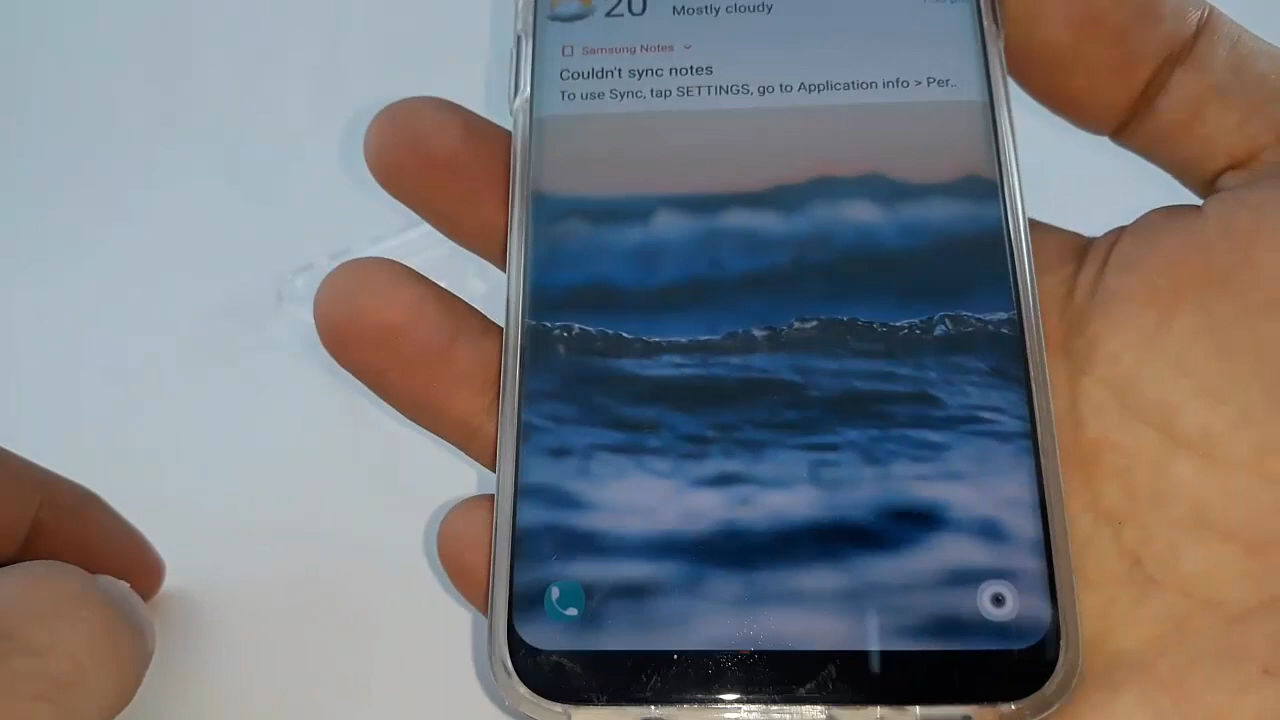 20
Mostly cloudy
Samsung Notes
Couldn't sync notes
To use Sync, tap SETTINGS, go to Application info > Per..